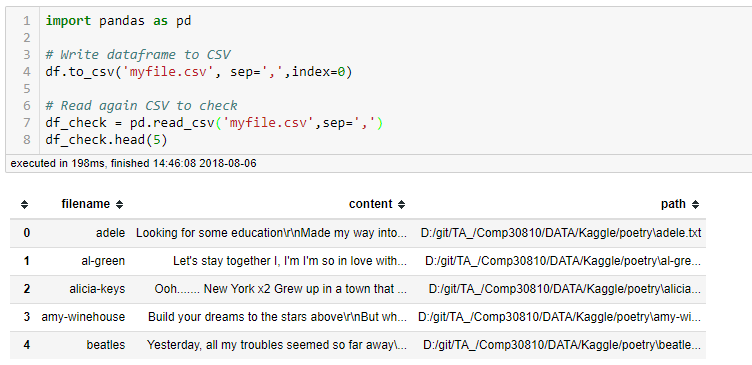 1 import pandas as pd
2
3 # Write dataframe to CSV
4 df.to_csv('myfile.csv', sep=',',index=0)
5
6 # Read again CSV to check
7 df_check = pd.read_csv('myfile.csv',sep=',')
8 df_check.head(5)
executed in 198ms, finished 14:46:08 2018-08-06
filename content path
0 adele Looking for some education\r\nMade my way into... D:/git/TA_/Comp30810/DATA/Kaggle/poetry\adele.txt
1 al-green Let's stay together I, I'm I'm so in love with... D:/git/TA_/Comp30810/DATA/Kaggle/poetry\al-gre...
2 alicia-keys Ooh....... New York x2 Grew up in a town that ... D:/git/TA_/Comp30810/DATA/Kaggle/poetry\alicia...
3 amy-winehouse Build your dreams to the stars above\r\nBut wh... D:/git/TA_/Comp30810/DATA/Kaggle/poetry\amy-wi...
4 beatles Yesterday, all my troubles seemed so far away\... D:/git/TA_/Comp30810/DATA/Kaggle/poetry\beatle...